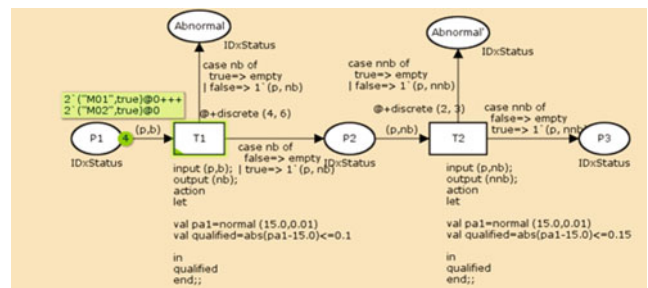 Abnormal
IDxStatus
Abnormal'
IDxStatus
case nb of
true=> empty
| false=> 1`(p, nb)
case nnb of
true=> empty
| false=> 1`(p, nnb)
2`("M01",true)@0+++
2`("M02",true)@0
@+discrete (4, 6)
@+discrete (2, 3)
P1
4
IDxStatus
(p,b)
T1
case nb of
false=> empty
| true=> 1`(p, nb)
P2
IDxStatus
(p,nb)
T2
case nnb of
false=> empty
true=> 1`(p, nnb)
P3
IDxStatus
input (p,b);
output (nb);
action
let
val pa1=normal (15.0,0.01)
val qualified=abs(pa1-15.0)<=0.1
in
qualified
end;;
input (p,nb);
output (nnb);
action
let
val pa1=normal (15.0,0.01)
val qualified=abs(pa1-15.0)<=0.15
in
qualified
end;;